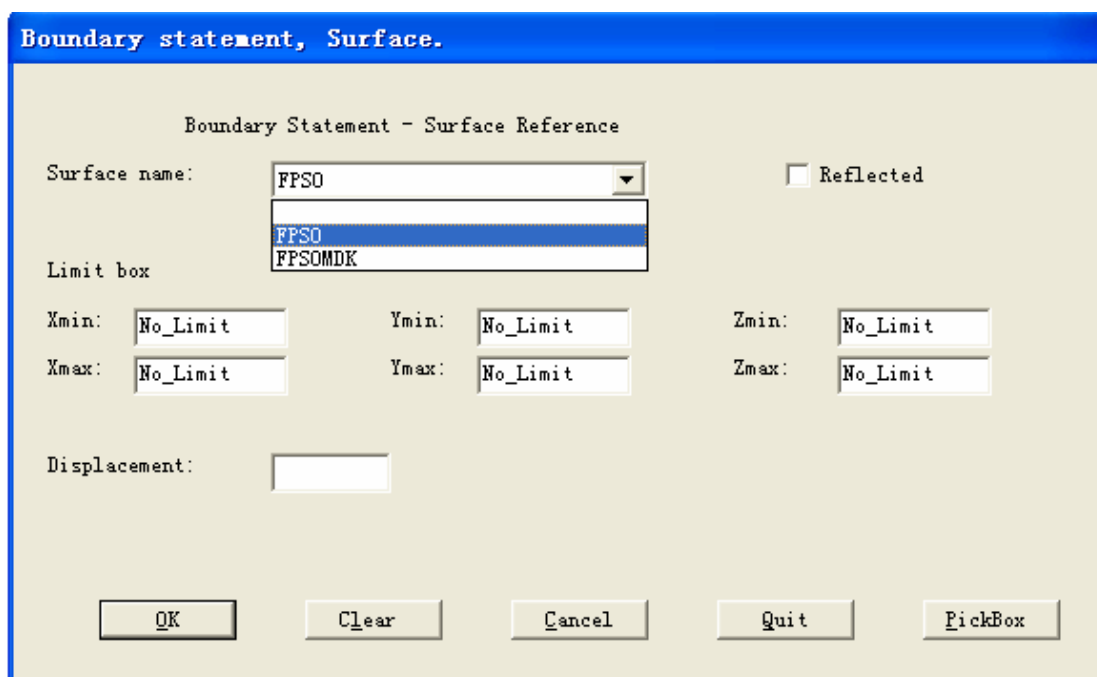 Boundary statement, Surface.
Boundary Statement - Surface Reference
Surface name: FPSO Reflected
FPSO
FPSOMDK
Limit box
Xmin: No_Limit Ymin: No_Limit Zmin: No_Limit
Xmax: No_Limit Ymax: No_Limit Zmax: No_Limit
Displacement:
OK Clear Cancel Quit PickBox